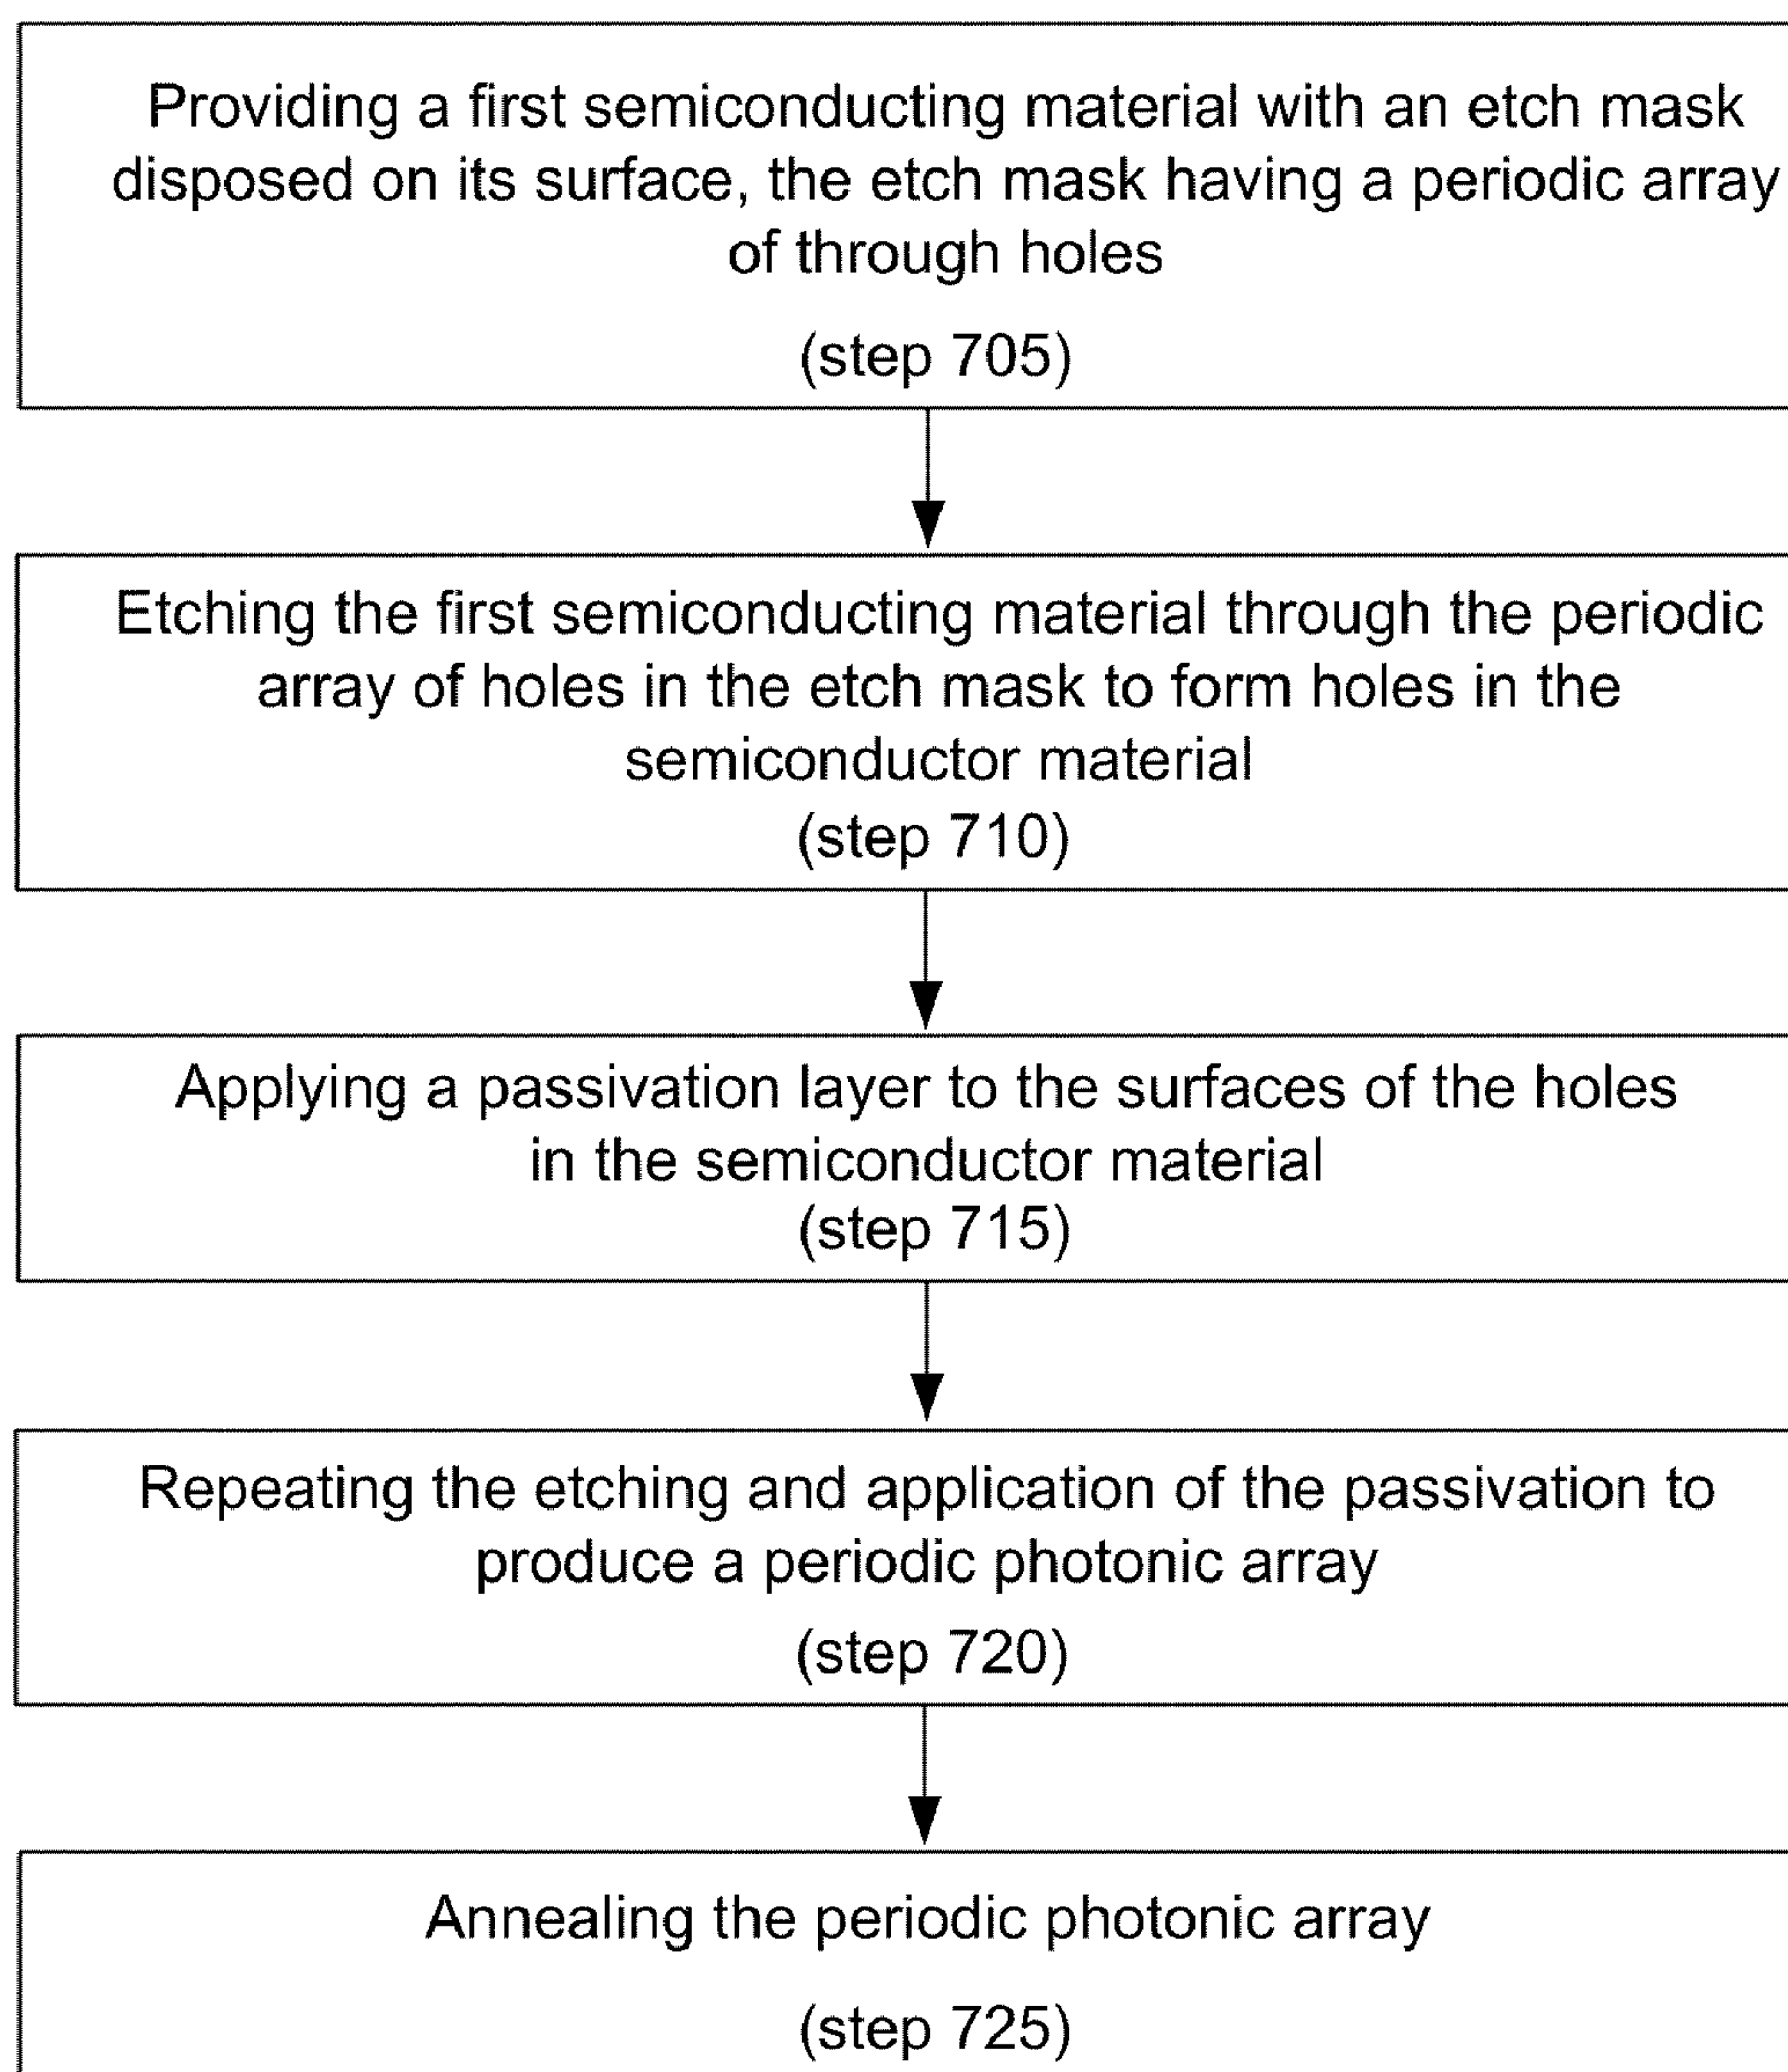 Providing a first semiconducting material with an etch mask
disposed on its surface, the etch mask having a periodic array
of through holes
(step 705)
Etching the first semiconducting material through the periodic
array of holes in the etch mask to form holes in the
semiconductor material
(step 710)
Applying a passivation layer to the surfaces of the holes
in the semiconductor material
(step 715)
Repeating the etching and application of the passivation to
produce a periodic photonic array
(step 720)
Annealing the periodic photonic array
(step 725)